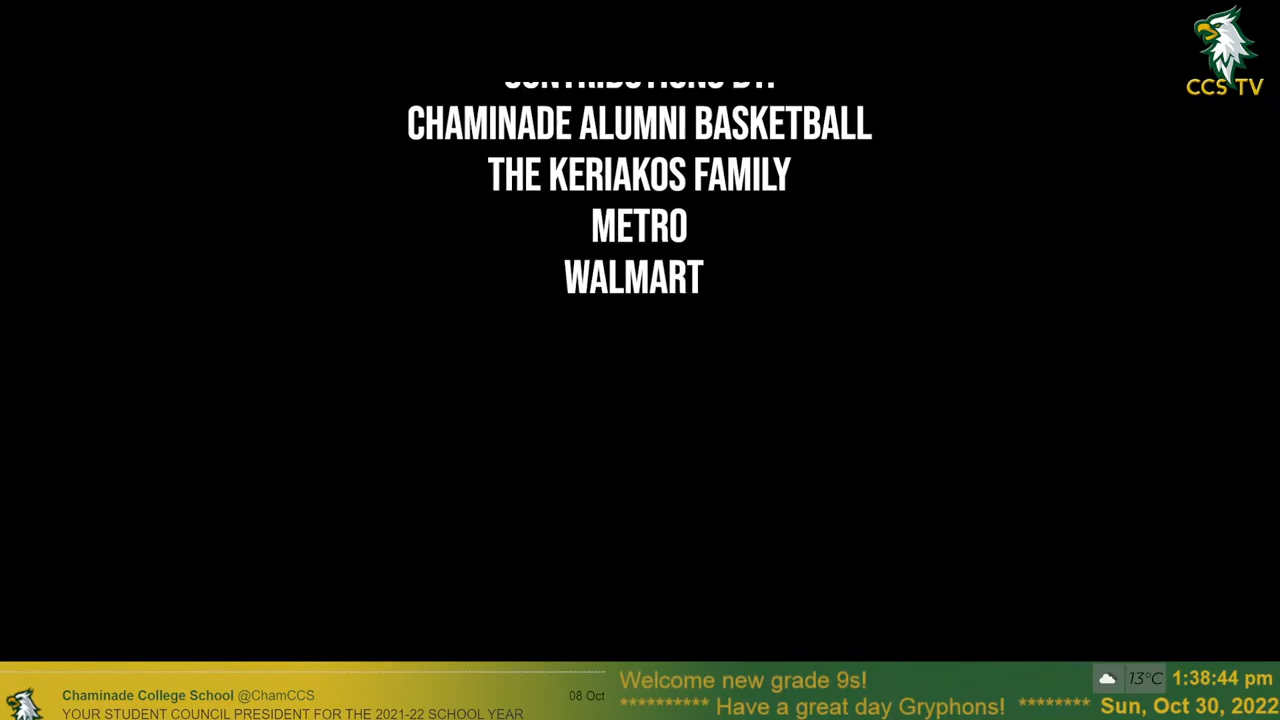 CCS TV
CONTRIBUTIONS BY:
CHAMINADE ALUMNI BASKETBALL
THE KERIAKOS FAMILY
METRO
WALMART
Welcome new grade 9s!
13°C 1:38:44 pm
Chaminade College School @ChamCCS 08 Oct
********** Have a great day Gryphons! ******** Sun, Oct 30, 2022
YOUR STUDENT COUNCIL PRESIDENT FOR THE 2021-22 SCHOOL YEAR